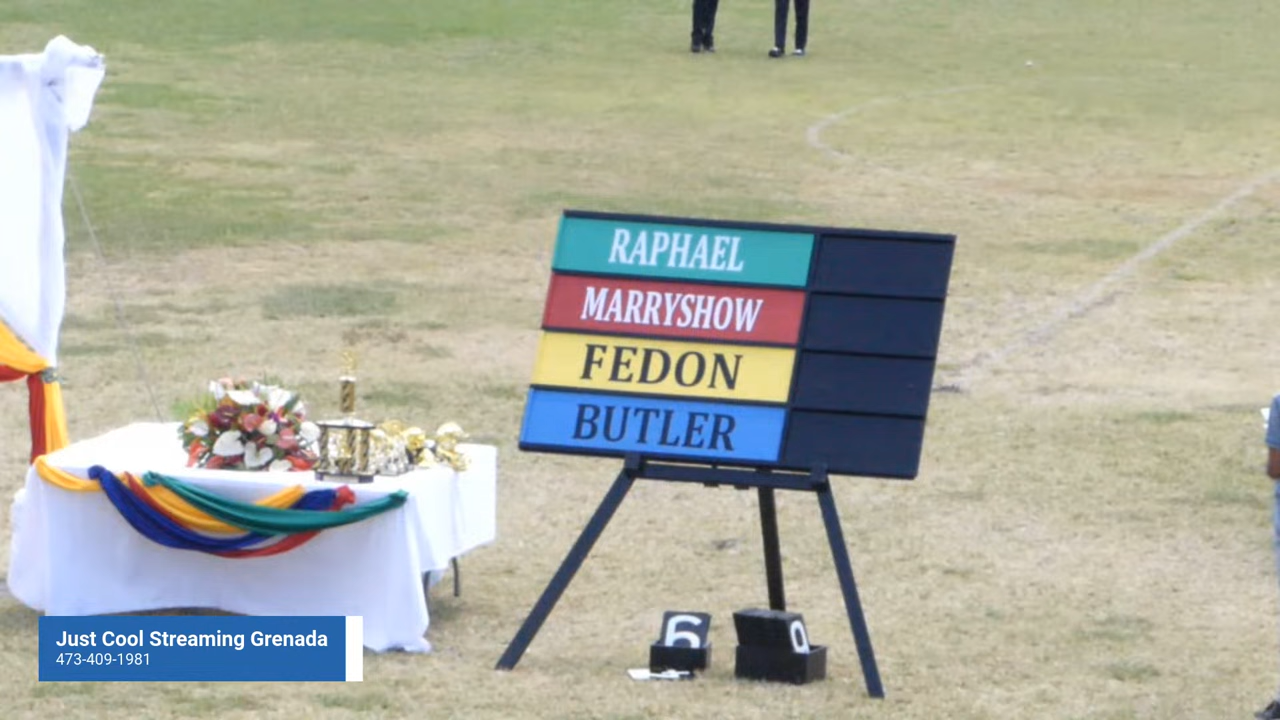 RAPHAEL
MARRYSHOW
FEDON
BUTLER
6
0
Just Cool Streaming Grenada
473-409-1981